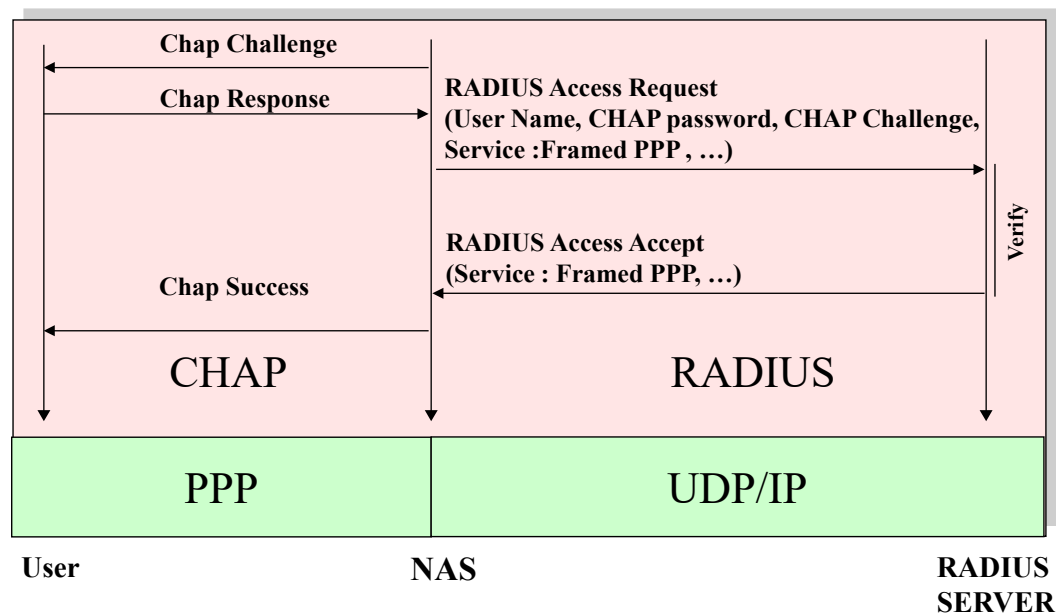 Chap Challenge
Chap Response
RADIUS Access Request
(User Name, CHAP password, CHAP Challenge,
Service :Framed PPP , …)
Verify
RADIUS Access Accept
(Service : Framed PPP, …)
Chap Success
CHAP
RADIUS
PPP
UDP/IP
User
NAS
RADIUS
SERVER